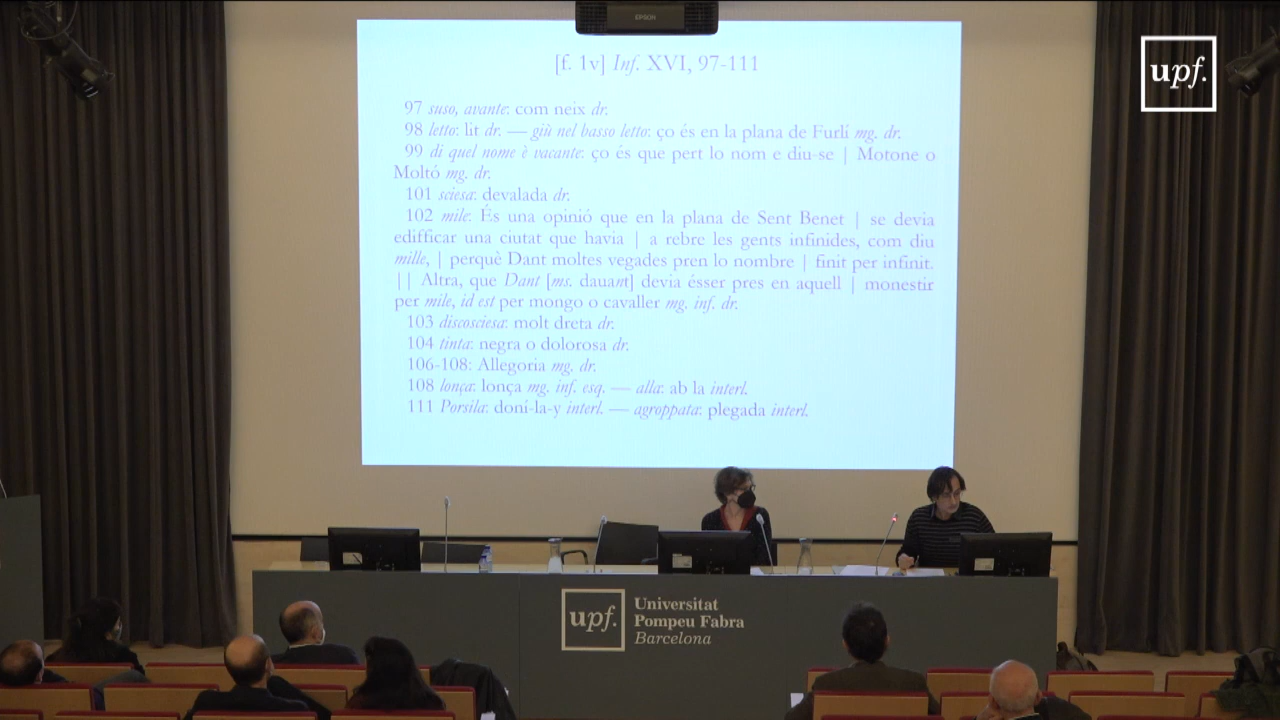 EPSON
upf.
[f. 1v] Inf. XVI, 97-111
97 suso, avante: com neix dr.
98 letto: lit dr. — giù nel basso letto: ço és en la plana de Furlí mg. dr.
99 di quel nome è vacante: ço és que pert lo nom e diu-se | Motone o
Moltó mg. dr.
101 sciesa: devalada dr.
102 mile: És una opinió que en la plana de Sent Benet | se devia
edifficar una ciutat que havia | a rebre les gents infinides, com diu
mille, | perquè Dant moltes vegades pren lo nombre | finit per infinit.
|| Altra, que Dant [ms. dauant] devia ésser pres en aquell | monestir
per mile, id est per mongo o cavaller mg. inf. dr.
103 discosciesa: molt dreta dr.
104 tinta: negra o dolorosa dr.
106-108: Allegoria mg. dr.
108 lonça: lonça mg. inf. esq. — alla: ab la interl.
111 Porsila: doní-la-y interl. — agroppata: plegada interl.
upf.
Universitat
Pompeu Fabra
Barcelona